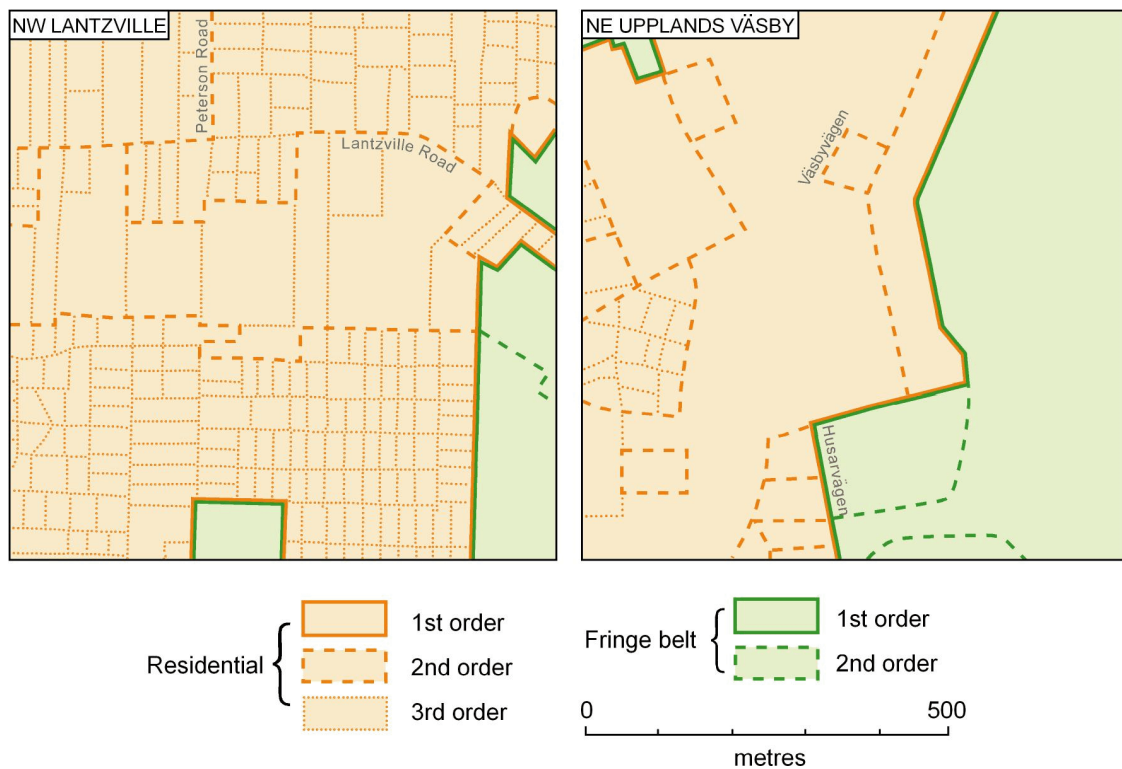 NW LANTZVILLE
Peterson Road
Lantzville Road
NE UPPLANDS VÄSBY
Väsbyvägen
Husarvägen
Residential
1st order
2nd order
3rd order
Fringe belt
1st order
2nd order
0 500
metres